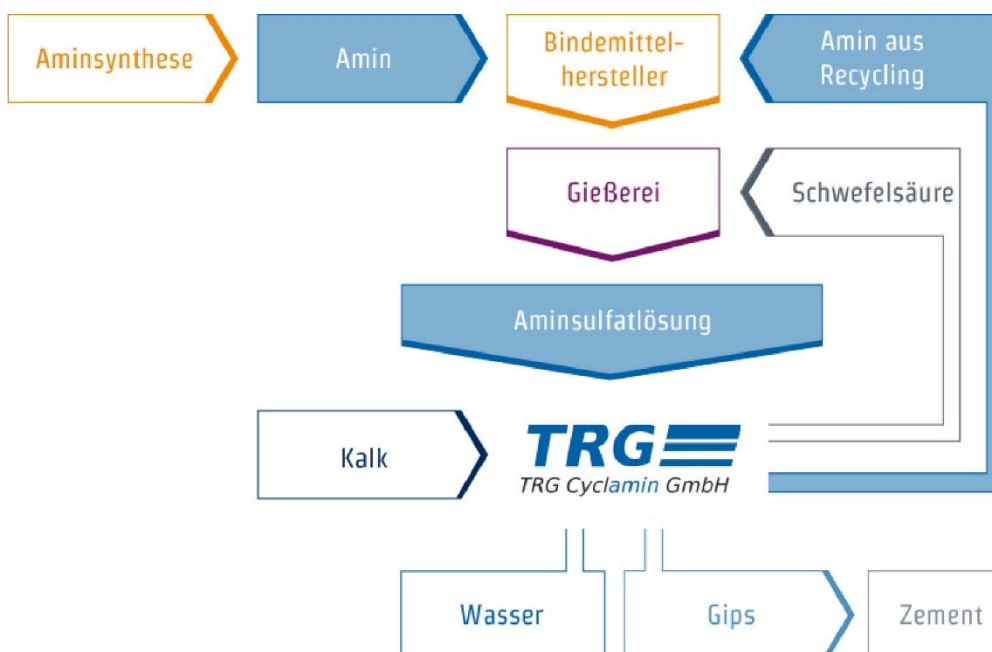 Aminsynthese
Amin
Bindemittel-
hersteller
Amin aus
Recycling
Gießerei
Schwefelsäure
Aminsulfatlösung
Kalk
TRG
TRG Cyclamin GmbH
Wasser
Gips
Zement